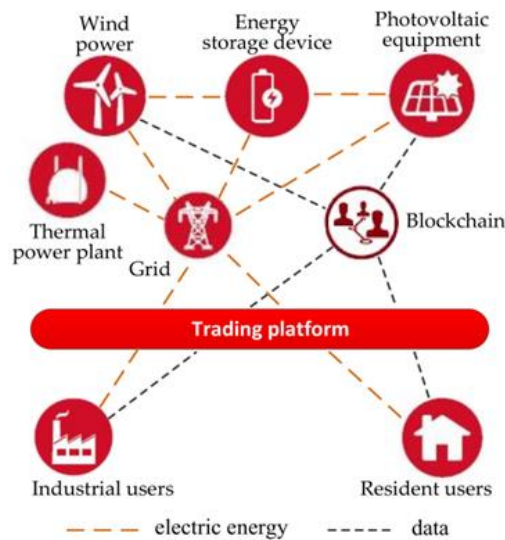 Wind
power
Energy
storage device
Photovoltaic
equipment
Thermal
power plant
Grid
Blockchain
Trading platform
Industrial users
Resident users
electric energy
data